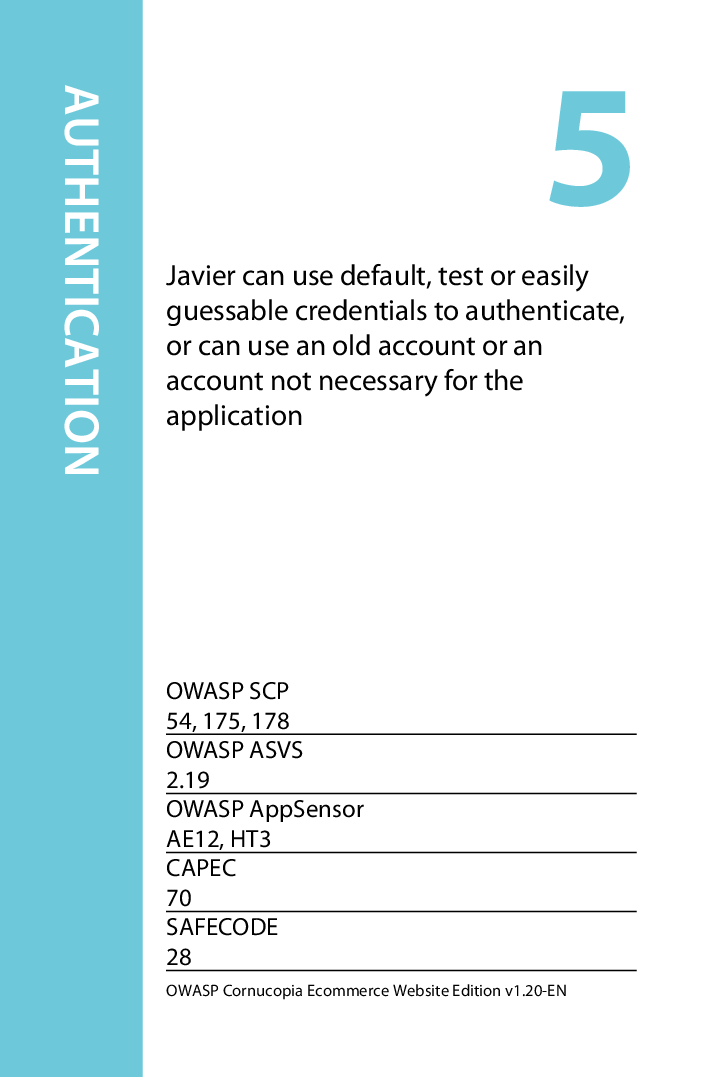 AUTHENTICATION
5
Javier can use default, test or easily
guessable credentials to authenticate,
or can use an old account or an
account not necessary for the
application
OWASP SCP
54, 175, 178
OWASP ASVS
2.19
OWASP AppSensor
AE12, HT3
CAPEC
70
SAFECODE
28
OWASP Cornucopia Ecommerce Website Edition v1.20-EN